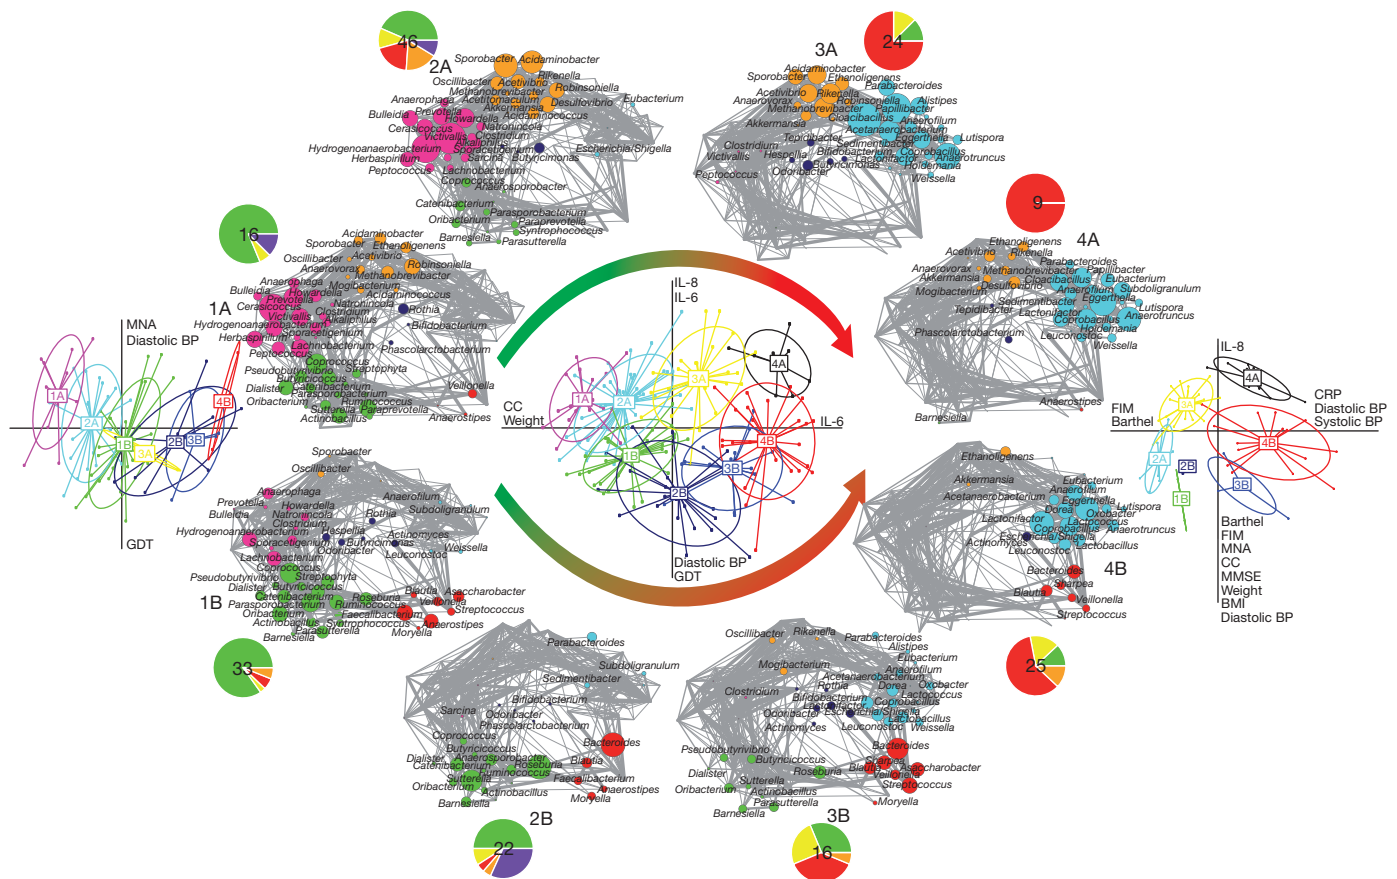 46
2A
Sporobacter
Acidaminobacter
Rikenella
Oscillibacter
Acetivibrio
Robinsoniella
Methanobrevibacter
Anaerophaga
Acetitomaculum
Desulfovibrio
Eubacterium
Akkermansia
Bulleidia
Prevotella
Acidaminococcus
Howardella
Cerasicoccus
Natronincola
Victivallis
Clostridium
Alkaliphilus
Hydrogenoanaerobacterium
Sporacetigenium
Escherichia/Shigella
Herbaspirillum
Sarcina
Butyricimonas
Peptococcus
Lachnobacterium
Coprococcus
Anaerosporobacter
Catenibacterium
Parasporobacterium
Oribacterium
Paraprevotella
Syntrophococcus
Barnesiella
Parasutterella
24
3A
Acidaminobacter
Sporobacter
Ethanoligenens
Parabacteroides
Acetivibrio
Rikenella
Anaerovorax
Robinsoniella
Alistipes
Methanobrevibacter
Papillibacter
Cloacibacillus
Anaerofilum
Akkermansia
Acetanaerobacterium
Tepidibacter
Eggerthella
Lutispora
Clostridium
Sedimentibacter
Victivallis
Hespellia
Bifidobacterium
Coprobacillus
Lactonifactor
Anaerotruncus
Butyricimonas
Holdemania
Odoribacter
Peptococcus
Weissella
9
4A
Ethanoligenens
Acetivibrio
Rikenella
Parabacteroides
Anaerovorax
Methanobrevibacter
Papillibacter
Akkermansia
Cloacibacillus
Eubacterium
Mogibacterium
Desulfovibrio
Anaerofilum
Subdoligranulum
Sedimentibacter
Eggerthella
Tepidibacter
Lactonifactor
Lutispora
Coprobacillus
Anaerotruncus
Phascolarctobacterium
Holdemania
Leuconostoc
Weissella
Anaerostipes
Barnesiella
16
1A
Acidaminobacter
Sporobacter
Ethanoligenens
Oscillibacter
Acetivibrio
Anaerovorax
Robinsoniella
Methanobrevibacter
Anaerophaga
Mogibacterium
Bulleidia
Howardella
Acidaminococcus
Prevotella
Natronincola
Cerasicoccus
Clostridium
Rothia
Victivallis
Alkaliphilus
Hydrogenoanaerobacterium
Bifidobacterium
Sporacetigenium
Herbaspirillum
Lachnobacterium
Phascolarctobacterium
Peptococcus
Coprococcus
Pseudobutyrivibrio
Streptophyta
Butyricicoccus
Dialister
Catenibacterium
Veillonella
Parasporobacterium
Oribacterium
Ruminococcus
Sutterella
Paraprevotella
Actinobacillus
Anaerostipes
MNA
Diastolic BP
1A
2A
1B
3A
2B
3B
4B
GDT
IL-8
IL-6
CC
Weight
1A
2A
3A
4A
1B
2B
3B
4B
IL-6
Diastolic BP
GDT
IL-8
4A
CRP
Diastolic BP
Systolic BP
FIM
Barthel
3A
2A
2B
1B
3B
4B
Barthel
FIM
MNA
CC
MMSE
Weight
BMI
Diastolic BP
1B
33
Sporobacter
Oscillibacter
Anaerophaga
Anaerofilum
Prevotella
Howardella
Subdoligranulum
Bulleidia
Natronincola
Rothia
Clostridium
Hydrogenoanaerobacterium
Hespellia
Actinomyces
Sporacetigenium
Butyricimonas
Odoribacter
Leuconostoc
Weissella
Lachnobacterium
Coprococcus
Pseudobutyvibrio
Streptophyta
Dialister
Butyricicoccus
Blautia
Asaccharobacter
Catenibacterium
Roseburia
Veillonella
Parasporobacterium
Ruminococcus
Streptococcus
Oribacterium
Faecalibacterium
Actinobacillus
Syntrophococcus
Anaerostipes
Parasutterella
Moryella
Barnesiella
Ethanoligenens
Akkermansia
Eubacterium
Anaerofilum
Acetanaerobacterium
Eggerthella
Lutispora
Dorea
Oxobacter
Lactonifactor
Lactococcus
Coprobacillus
Anaerotruncus
Escherichia/Shigella
Actinomyces
Lactobacillus
Leuconostoc
Bacteroides
4B
Sharpea
Blautia
Veillonella
Streptococcus
25
Parabacteroides
Subdoligranulum
Sedimentibacter
Bifidobacterium
Sarcina
Odoribacter
Phascolarctobacterium
Coprococcus
Bacteroides
Butyricicoccus
Dialister
Anaerosporobacter
Blautia
Catenibacterium
Roseburia
Ruminococcus
Sutterella
Faecalibacterium
Oribacterium
Actinobacillus
Anaerostipes
Moryella
Barnesiella
2B
22
Oscillibacter
Rikenella
Parabacteroides
Alistipes
Eubacterium
Mogibacterium
Anaerofilum
Acetanaerobacterium
Rothia
Dorea
Oxobacter
Clostridium
Bifidobacterium
Lactococcus
Lactonifactor
Coprobacillus
Odoribacter
Escherichia/Shigella
Lactobacillus
Actinomyces
Leuconostoc
Weissella
Pseudobutyrivibrio
Bacteroides
Butyricicoccus
Sharpea
Dialister
Roseburia
Blautia
Asaccharobacter
Veillonella
Sutterella
Oribacterium
Streptococcus
Actinobacillus
Parasutterella
Moryella
Barnesiella
3B
16